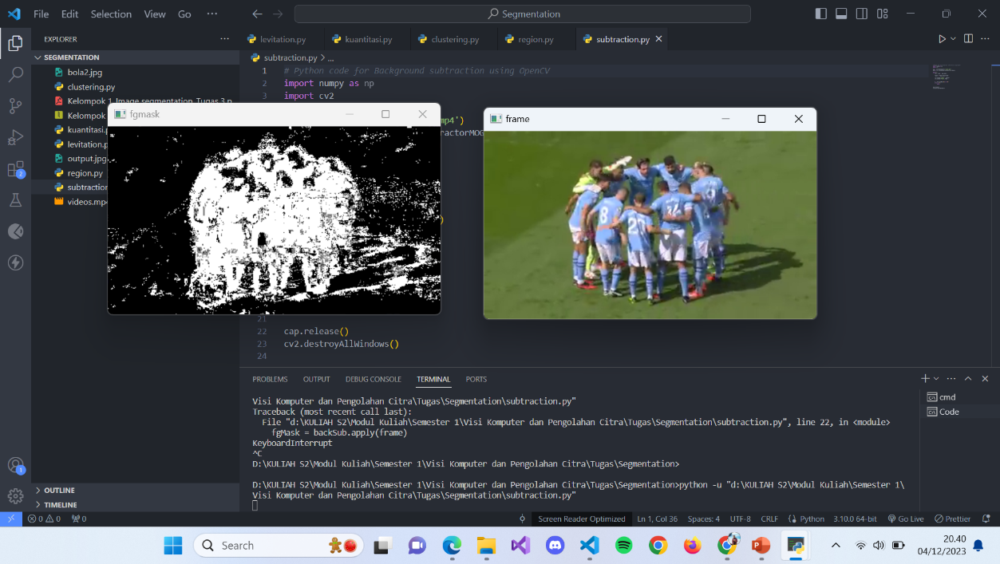 File Edit Selection View Go ···
Segmentation
EXPLORER ···
SEGMENTATION
bola2.jpg
clustering.py
Kelompok 1_Image segmentation_Tugas 3.p
Kelompok
kuantitasi.p
levitation.p
output.jpg
region.py
subtraction
videos.mp4
OUTLINE
TIMELINE
levitation.py kuantitasi.py clustering.py region.py subtraction.py
subtraction.py > ...
1 # Python code for Background subtraction using OpenCV
2 import numpy as np
3 import cv2
mp4')
ractorMOG
fgmask
frame
8
20
16
9
21
22 cap.release()
23 cv2.destroyAllWindows()
24
PROBLEMS OUTPUT DEBUG CONSOLE TERMINAL PORTS
cmd
Code
Visi Komputer dan Pengolahan Citra\Tugas\Segmentation\subtraction.py"
Traceback (most recent call last):
File "d:\KULIAH S2\Modul Kuliah\Semester 1\Visi Komputer dan Pengolahan Citra\Tugas\Segmentation\subtraction.py", line 22, in <module>
fgMask = backSub.apply(frame)
KeyboardInterrupt
^C
D:\KULIAH S2\Modul Kuliah\Semester 1\Visi Komputer dan Pengolahan Citra\Tugas\Segmentation>
D:\KULIAH S2\Modul Kuliah\Semester 1\Visi Komputer dan Pengolahan Citra\Tugas\Segmentation>python -u "d:\KULIAH S2\Modul Kuliah\Semester 1\
Visi Komputer dan Pengolahan Citra\Tugas\Segmentation\subtraction.py"
2
1
0 0 0 Screen Reader Optimized Ln 1, Col 36 Spaces: 4 UTF-8 CRLF Python 3.10.0 64-bit Go Live Prettier
Search
20.40
04/12/2023